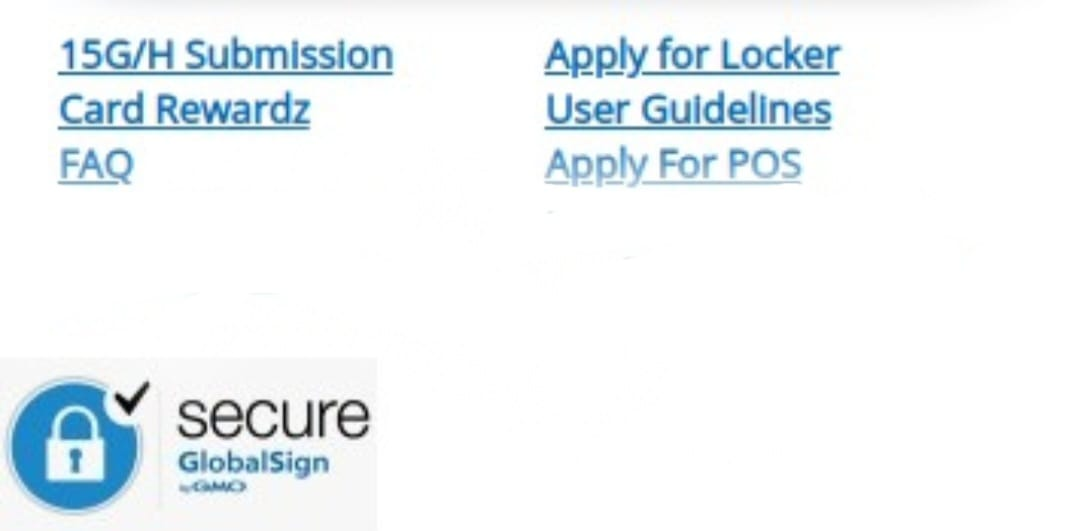 15G/H Submission
Apply for Locker
Card Rewardz
User Guidelines
FAQ
Apply For POS
secure
GlobalSign
by GMO